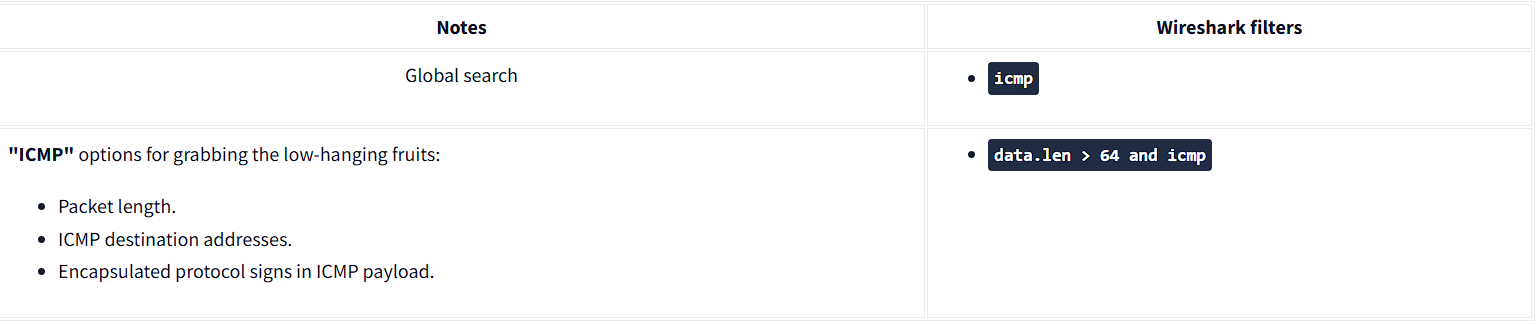 Notes
Wireshark filters
Global search
icmp
"ICMP" options for grabbing the low-hanging fruits:
data.len > 64 and icmp
Packet length.
ICMP destination addresses.
Encapsulated protocol signs in ICMP payload.